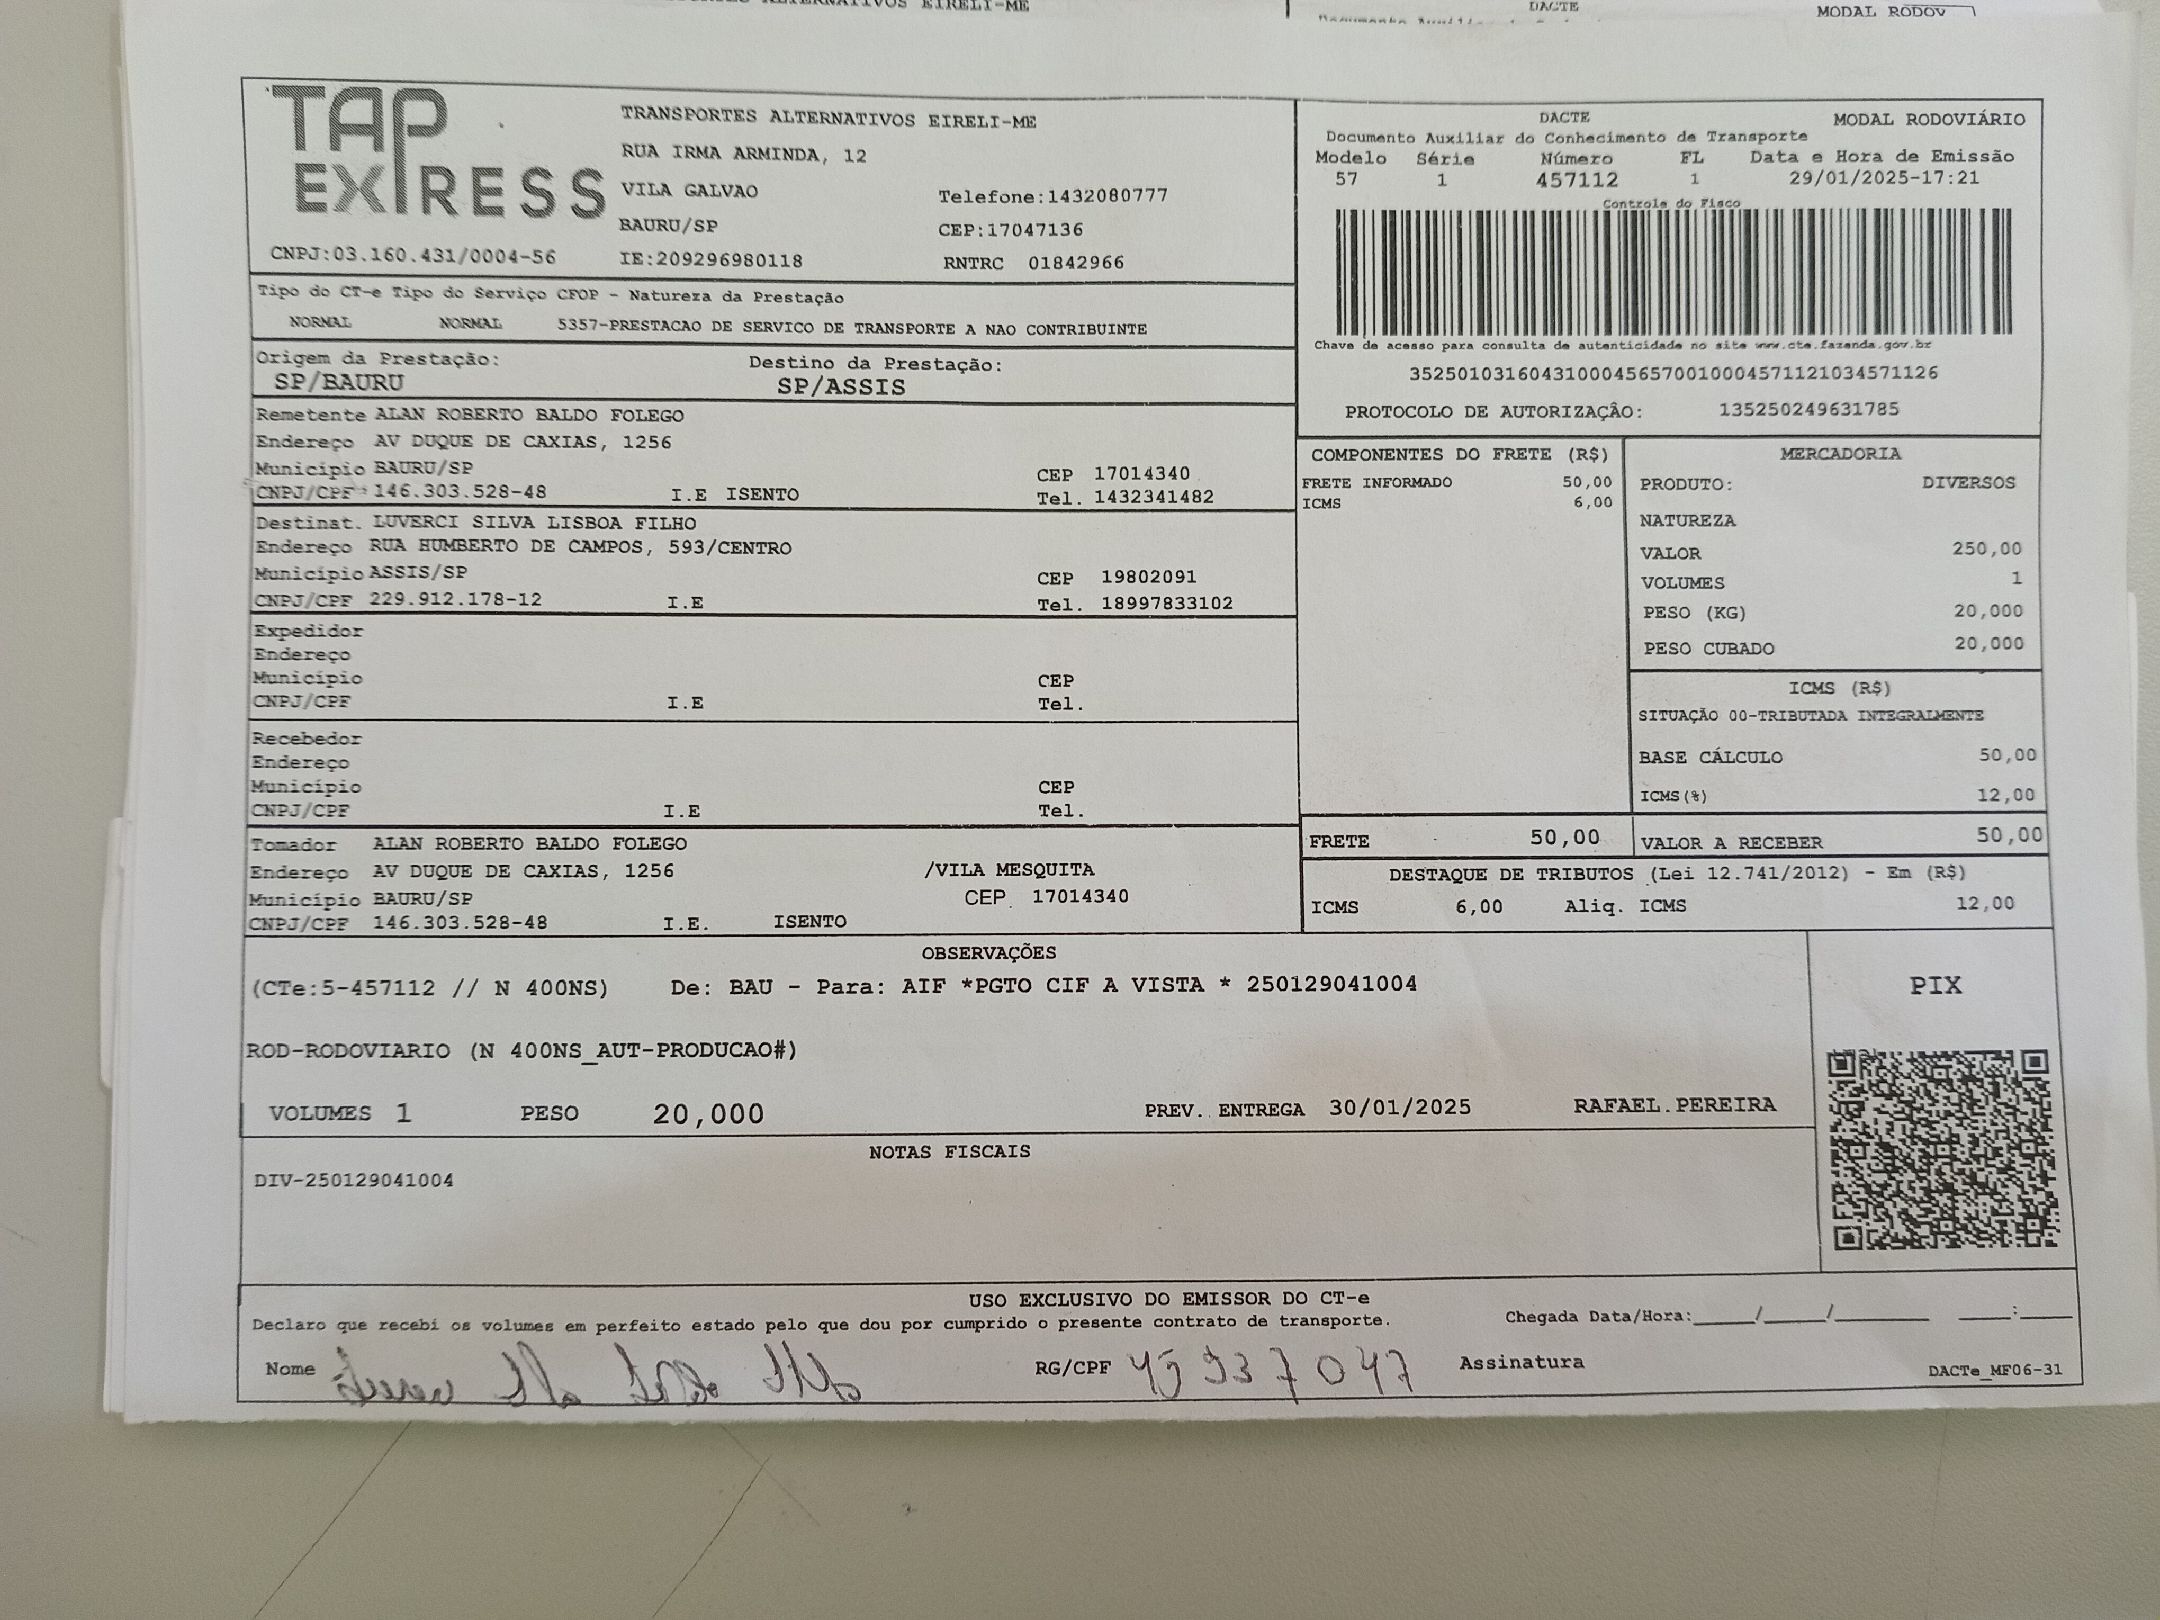 EIRELI-ME
DACTE
MODAL RODOV
TAP
EXPRESS
CNPJ:03.160.431/0004-56
TRANSPORTES ALTERNATIVOS EIRELI-ME
RUA IRMA ARMINDA, 12
VILA GALVAO
Telefone:1432080777
BAURU/SP
CEP:17047136
IE:209296980118
RNTRC 01842966
DACTE
MODAL RODOVIÁRIO
Documento Auxiliar do Conhecimento de Transporte
Modelo Série Número FL Data e Hora de Emissão
57 1 457112 1 29/01/2025-17:21
Controle do Fisco
Chave de acesso para consulta de autenticidade no site www.cte.fazenda.gov.br
35250103160431000456570010004571121034571126
PROTOCOLO DE AUTORIZAÇÂO: 135250249631785
Tipo do CT-e Tipo do Serviço CFOP - Natureza da Prestação
NORMAL NORMAL 5357-PRESTACAO DE SERVICO DE TRANSPORTE A NAO CONTRIBUINTE
Origem da Prestação: Destino da Prestação:
SP/BAURU SP/ASSIS
Remetente ALAN ROBERTO BALDO FOLEGO
Endereço AV DUQUE DE CAXIAS, 1256
Município BAURU/SP CEP 17014340
CNPJ/CPF 146.303.528-48 I.E ISENTO Tel. 1432341482
Destinat. LUVERCI SILVA LISBOA FILHO
Endereço RUA HUMBERTO DE CAMPOS, 593/CENTRO
Município ASSIS/SP CEP 19802091
CNPJ/CPF 229.912.178-12 I.E Tel. 18997833102
Expedidor
Endereço
Município CEP
CNPJ/CPF I.E Tel.
Recebedor
Endereço
Município CEP
CNPJ/CPF I.E Tel.
Tomador ALAN ROBERTO BALDO FOLEGO
Endereço AV DUQUE DE CAXIAS, 1256 /VILA MESQUITA
Município BAURU/SP CEP 17014340
CNPJ/CPF 146.303.528-48 I.E. ISENTO
COMPONENTES DO FRETE (R$)
FRETE INFORMADO 50,00
ICMS 6,00
MERCADORIA
PRODUTO: DIVERSOS
NATUREZA
VALOR 250,00
VOLUMES 1
PESO (KG) 20,000
PESO CUBADO 20,000
ICMS (R$)
SITUAÇÃO 00-TRIBUTADA INTEGRALMENTE
BASE CÁLCULO 50,00
ICMS(%) 12,00
FRETE 50,00 VALOR A RECEBER 50,00
DESTAQUE DE TRIBUTOS (Lei 12.741/2012) - Em (R$)
ICMS 6,00 Aliq. ICMS 12,00
OBSERVAÇÕES
(CTe:5-457112 // N 400NS) De: BAU - Para: AIF *PGTO CIF A VISTA * 250129041004
ROD-RODOVIARIO (N 400NS_AUT-PRODUCAO#)
VOLUMES 1 PESO 20,000 PREV. ENTREGA 30/01/2025 RAFAEL.PEREIRA
PIX
NOTAS FISCAIS
DIV-250129041004
USO EXCLUSIVO DO EMISSOR DO CT-e
Declaro que recebi os volumes em perfeito estado pelo que dou por cumprido o presente contrato de transporte.
Chegada Data/Hora:____/____/______ ____:____
Nome RG/CPF Assinatura
DACTe_MF06-31